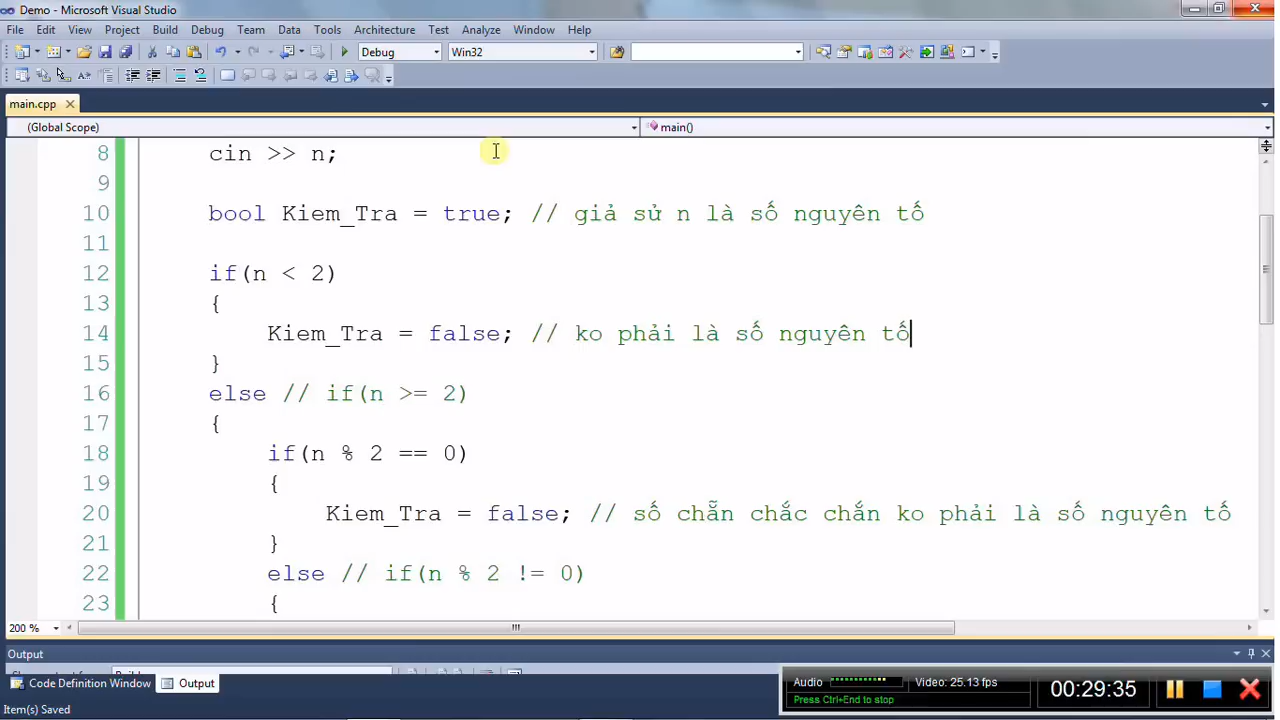 Demo - Microsoft Visual Studio
File Edit View Project Build Debug Team Data Tools Architecture Test Analyze Window Help
Debug Win32
main.cpp
(Global Scope) main()
8 cin >> n;
9
10 bool Kiem_Tra = true; // giả sử n là số nguyên tố
11
12 if(n < 2)
13 {
14 Kiem_Tra = false; // ko phải là số nguyên tố
15 }
16 else // if(n >= 2)
17 {
18 if(n % 2 == 0)
19 {
20 Kiem_Tra = false; // số chẵn chắc chắn ko phải là số nguyên tố
21 }
22 else // if(n % 2 != 0)
23 {
200 %
Output
Code Definition Window Output
Item(s) Saved
Audio Video: 25.13 fps
Press Ctrl+End to stop
00:29:35